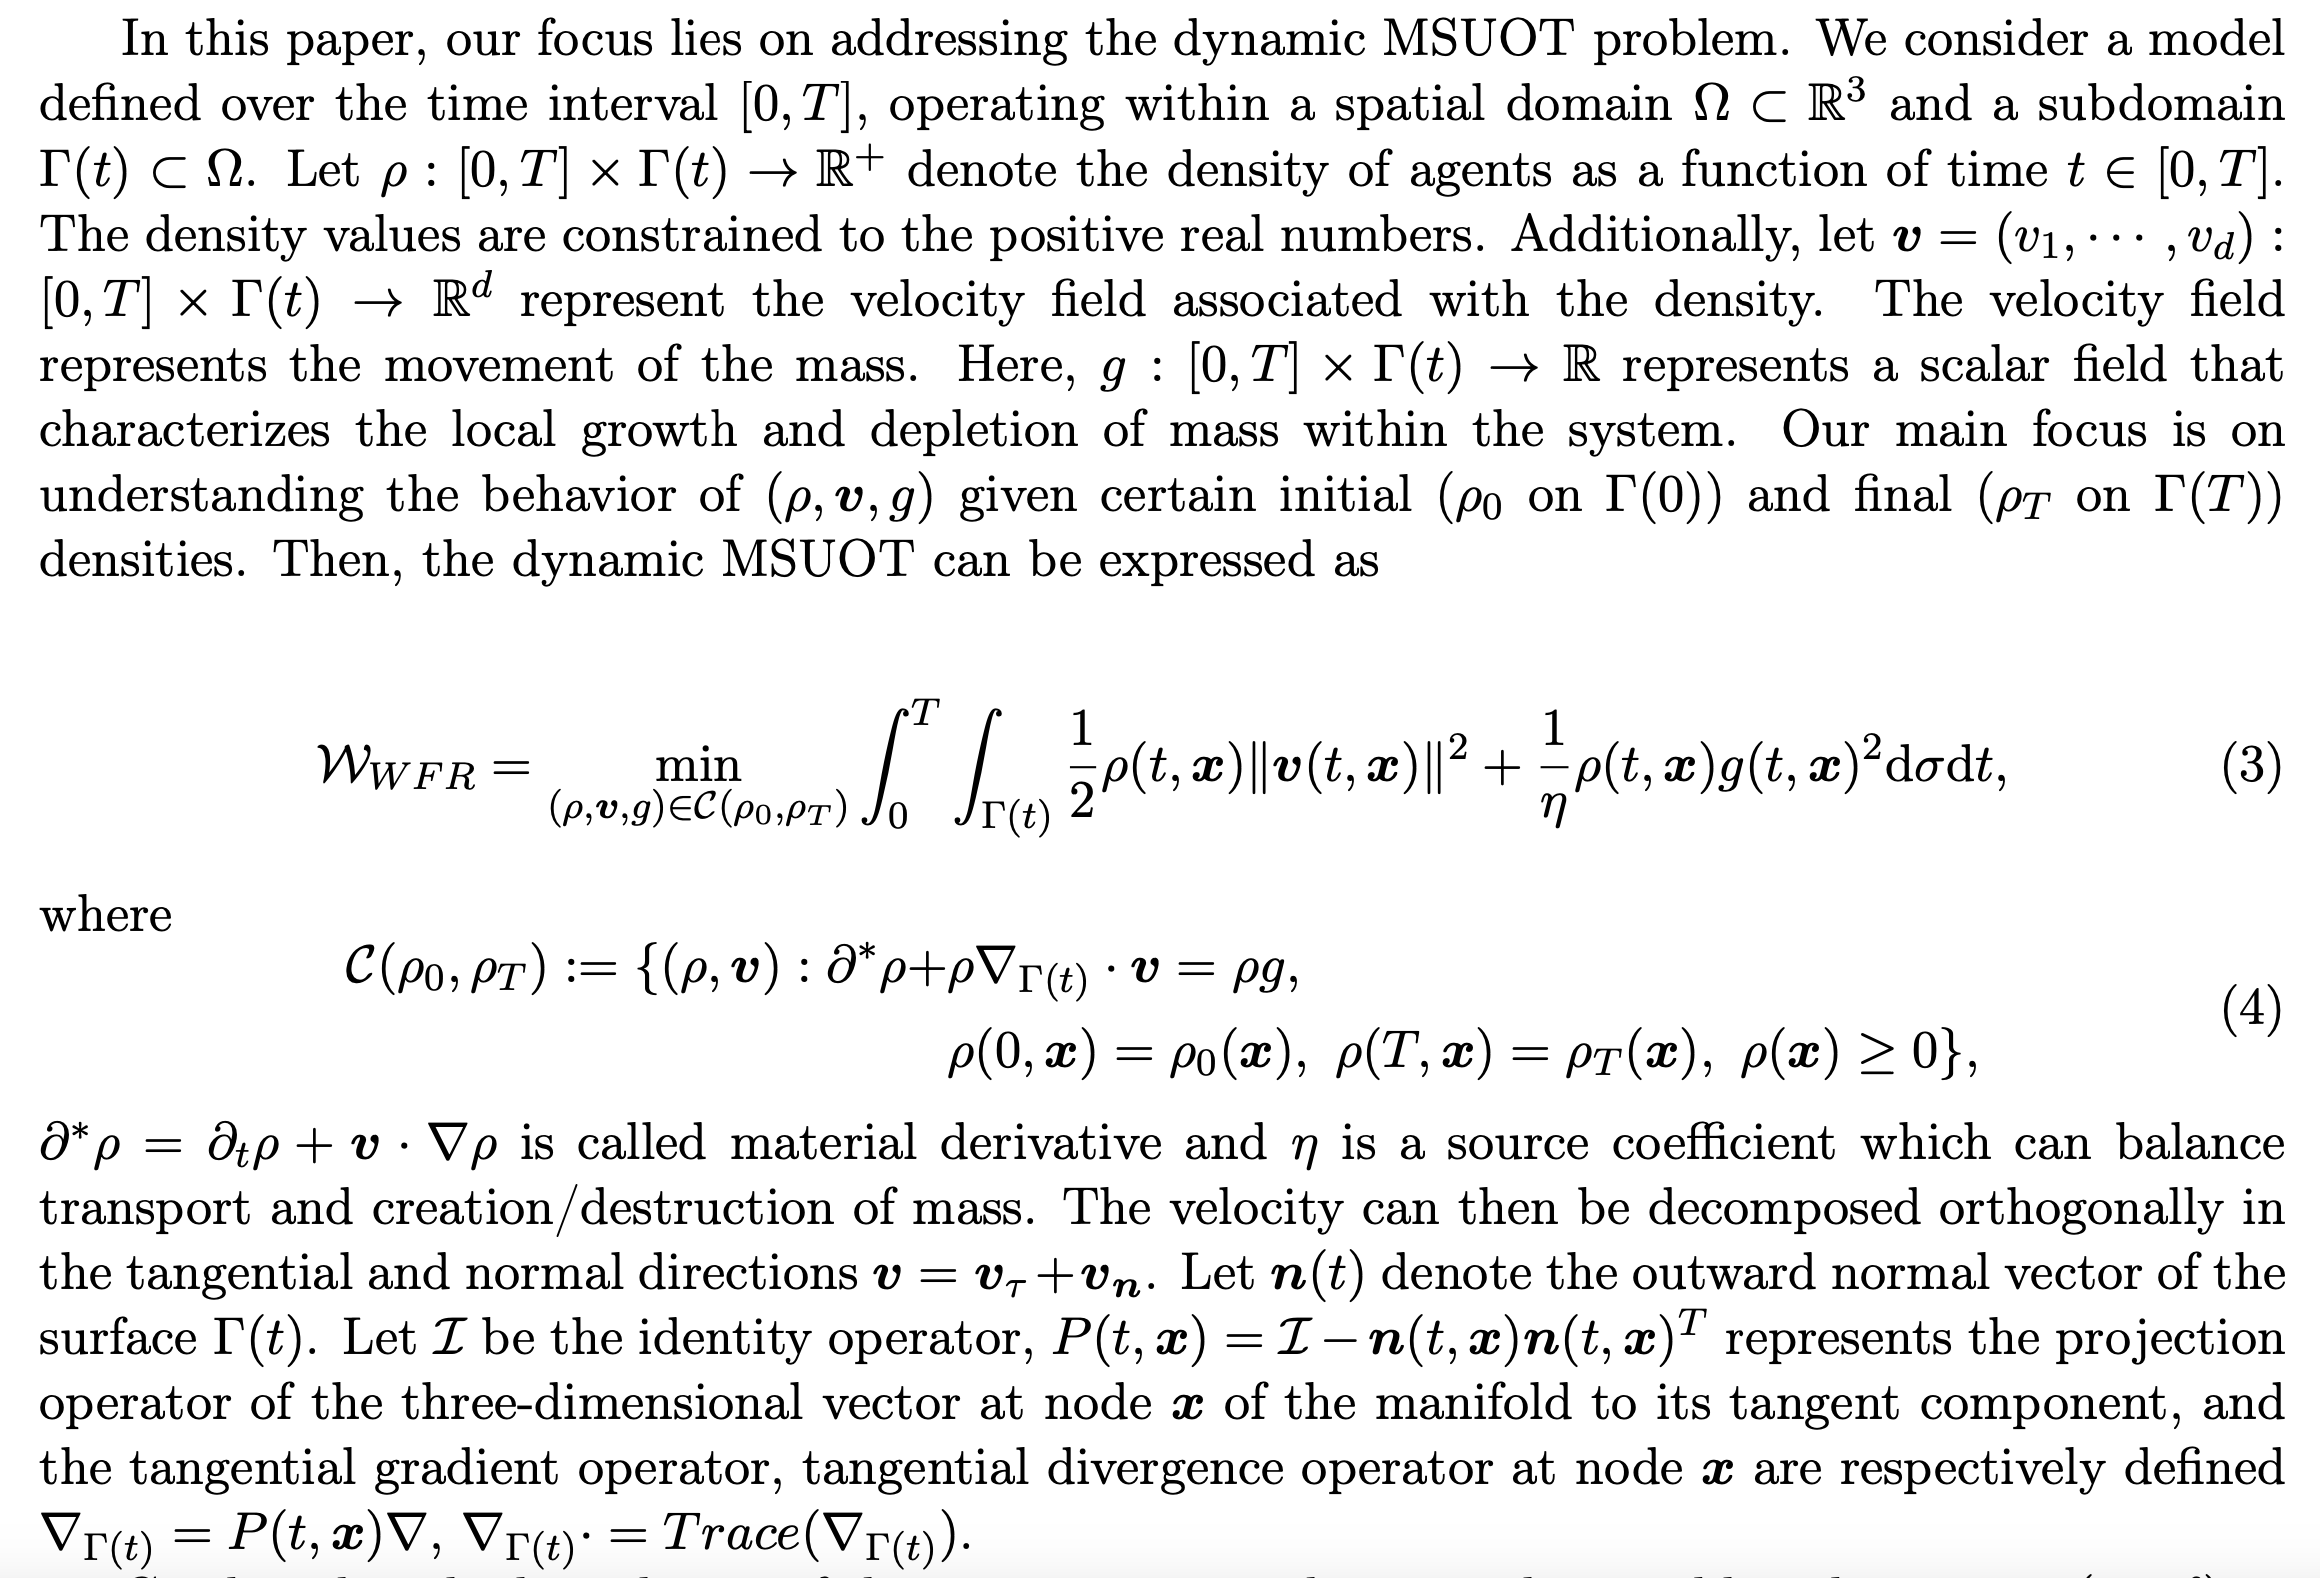 In this paper, our focus lies on addressing the dynamic MSUOT problem. We consider a model
defined over the time interval [0, T], operating within a spatial domain Ω ⊂ ℝ³ and a subdomain
Γ(t) ⊂ Ω. Let ρ : [0, T] × Γ(t) → ℝ⁺ denote the density of agents as a function of time t ∈ [0, T].
The density values are constrained to the positive real numbers. Additionally, let 𝒗 = (v₁, ··· , v_d) :
[0, T] × Γ(t) → ℝ^d represent the velocity field associated with the density. The velocity field
represents the movement of the mass. Here, g : [0, T] × Γ(t) → ℝ represents a scalar field that
characterizes the local growth and depletion of mass within the system. Our main focus is on
understanding the behavior of (ρ, 𝒗, g) given certain initial (ρ₀ on Γ(0)) and final (ρ_T on Γ(T))
densities. Then, the dynamic MSUOT can be expressed as
𝒲_{WFR} = min_{(ρ,𝒗,g)∈𝒞(ρ₀,ρ_T)} ∫_0^T ∫_{Γ(t)} 1/2 ρ(t, 𝒙)‖𝒗(t, 𝒙)‖² + 1/η ρ(t, 𝒙)g(t, 𝒙)²dσdt, (3)
where
𝒞(ρ₀, ρ_T) := {(ρ, 𝒗) : ∂*ρ+ρ∇_{Γ(t)} · 𝒗 = ρg,
ρ(0, 𝒙) = ρ₀(𝒙), ρ(T, 𝒙) = ρ_T(𝒙), ρ(𝒙) ≥ 0}, (4)
∂*ρ = ∂_tρ + 𝒗 · ∇ρ is called material derivative and η is a source coefficient which can balance
transport and creation/destruction of mass. The velocity can then be decomposed orthogonally in
the tangential and normal directions 𝒗 = 𝒗_τ + 𝒗_𝒏. Let 𝒏(t) denote the outward normal vector of the
surface Γ(t). Let ℐ be the identity operator, P(t, 𝒙) = ℐ − 𝒏(t, 𝒙)𝒏(t, 𝒙)^T represents the projection
operator of the three-dimensional vector at node 𝒙 of the manifold to its tangent component, and
the tangential gradient operator, tangential divergence operator at node 𝒙 are respectively defined
∇_{Γ(t)} = P(t, 𝒙)∇, ∇_{Γ(t)}· = Trace(∇_{Γ(t)}).